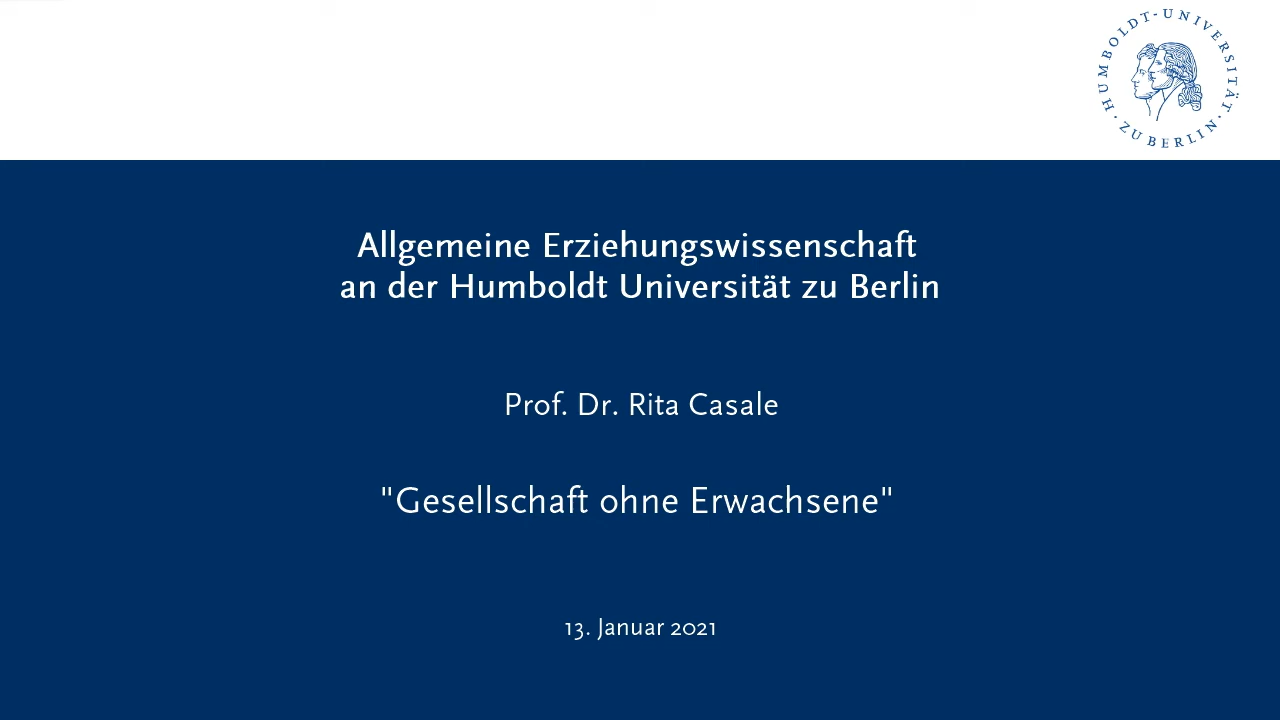 HUMBOLDT-UNIVERSITÄT · ZU BERLIN ·
Allgemeine Erziehungswissenschaft
an der Humboldt Universität zu Berlin
Prof. Dr. Rita Casale
"Gesellschaft ohne Erwachsene"
13. Januar 2021